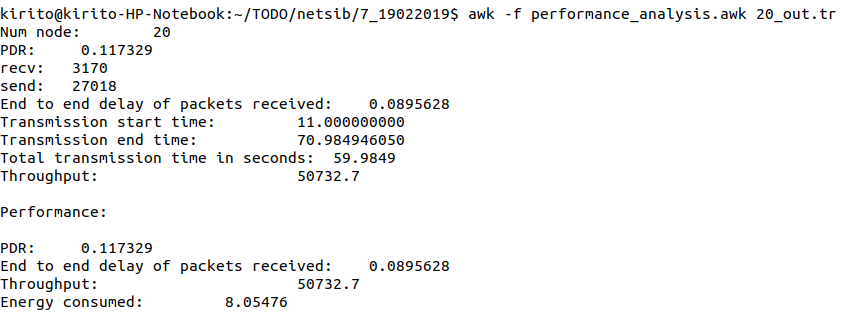 kirito@kirito-HP-Notebook:~/TODO/netsib/7_19022019$ awk -f performance_analysis.awk 20_out.tr
Num node:        20
PDR:     0.117329
recv:   3170
send:   27018
End to end delay of packets received:    0.0895628
Transmission start time:         11.000000000
Transmission end time:           70.984946050
Total transmission time in seconds:  59.9849
Throughput:                      50732.7

Performance:

PDR:     0.117329
End to end delay of packets received:    0.0895628
Throughput:                      50732.7
Energy consumed:         8.05476